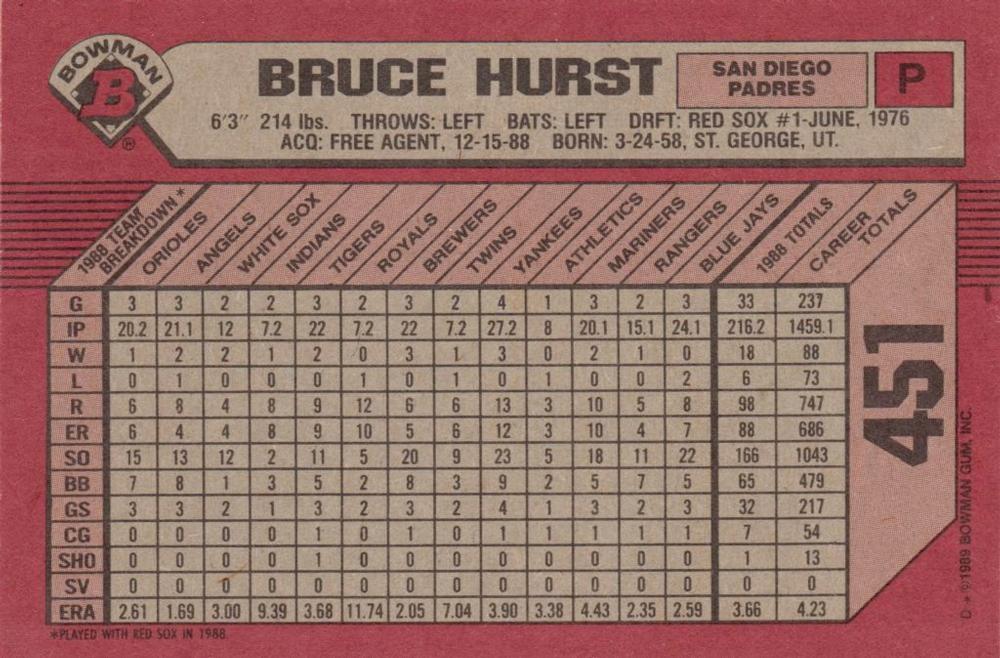 BOWMAN
B
®
BRUCE HURST
SAN DIEGO
PADRES
P
6'3" 214 lbs. THROWS: LEFT BATS: LEFT DRFT: RED SOX #1-JUNE, 1976
ACQ: FREE AGENT, 12-15-88 BORN: 3-24-58, ST. GEORGE, UT.
1988 TEAM BREAKDOWN* ORIOLES ANGELS WHITE SOX INDIANS TIGERS ROYALS BREWERS TWINS YANKEES ATHLETICS MARINERS RANGERS BLUE JAYS 1988 TOTALS CAREER TOTALS
G 3 3 2 2 3 2 3 2 4 1 3 2 3 33 237
IP 20.2 21.1 12 7.2 22 7.2 22 7.2 27.2 8 20.1 15.1 24.1 216.2 1459.1
W 1 2 2 1 2 0 3 1 3 0 2 1 0 18 88
L 0 1 0 0 0 1 0 1 0 1 0 0 2 6 73
R 6 8 4 8 9 12 6 6 13 3 10 5 8 98 747
ER 6 4 4 8 9 10 5 6 12 3 10 4 7 88 686
SO 15 13 12 2 11 5 20 9 23 5 18 11 22 166 1043
BB 7 8 1 3 5 2 8 3 9 2 5 7 5 65 479
GS 3 3 2 1 3 2 3 2 4 1 3 2 3 32 217
CG 0 0 0 0 1 0 1 0 1 1 1 1 1 7 54
SHO 0 0 0 0 1 0 0 0 0 0 0 0 0 1 13
SV 0 0 0 0 0 0 0 0 0 0 0 0 0 0 0
ERA 2.61 1.69 3.00 9.39 3.68 11.74 2.05 7.04 3.90 3.38 4.43 2.35 2.59 3.66 4.23
*PLAYED WITH RED SOX IN 1988.
451
D * 9/1989 BOWMAN GUM, INC.